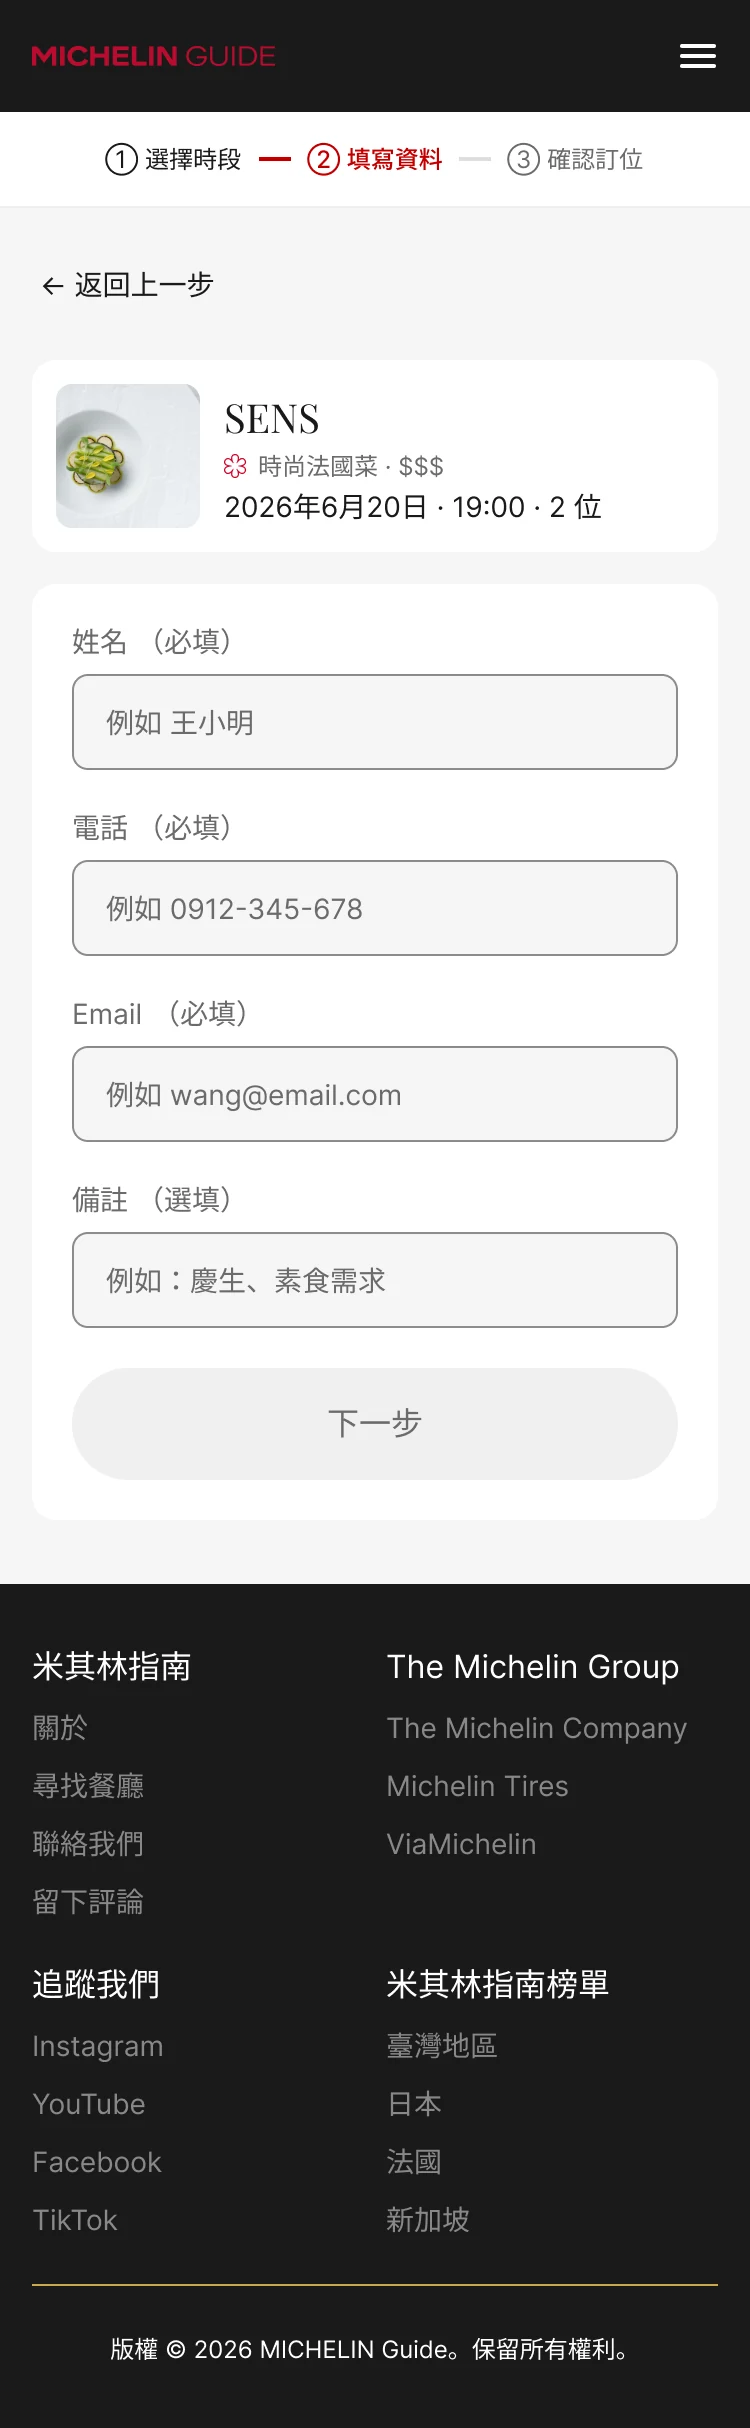 MICHELIN GUIDE
① 選擇時段 ② 填寫資料 ③ 確認訂位
← 返回上一步
SENS
時尚法國菜 · $$$
2026年6月20日 · 19:00 · 2 位
姓名 （必填）
例如 王小明
電話 （必填）
例如 0912-345-678
Email （必填）
例如 wang@email.com
備註 （選填）
例如：慶生、素食需求
下一步
米其林指南
關於
尋找餐廳
聯絡我們
留下評論
The Michelin Group
The Michelin Company
Michelin Tires
ViaMichelin
追蹤我們
Instagram
YouTube
Facebook
TikTok
米其林指南榜單
臺灣地區
日本
法國
新加坡
版權 © 2026 MICHELIN Guide。保留所有權利。